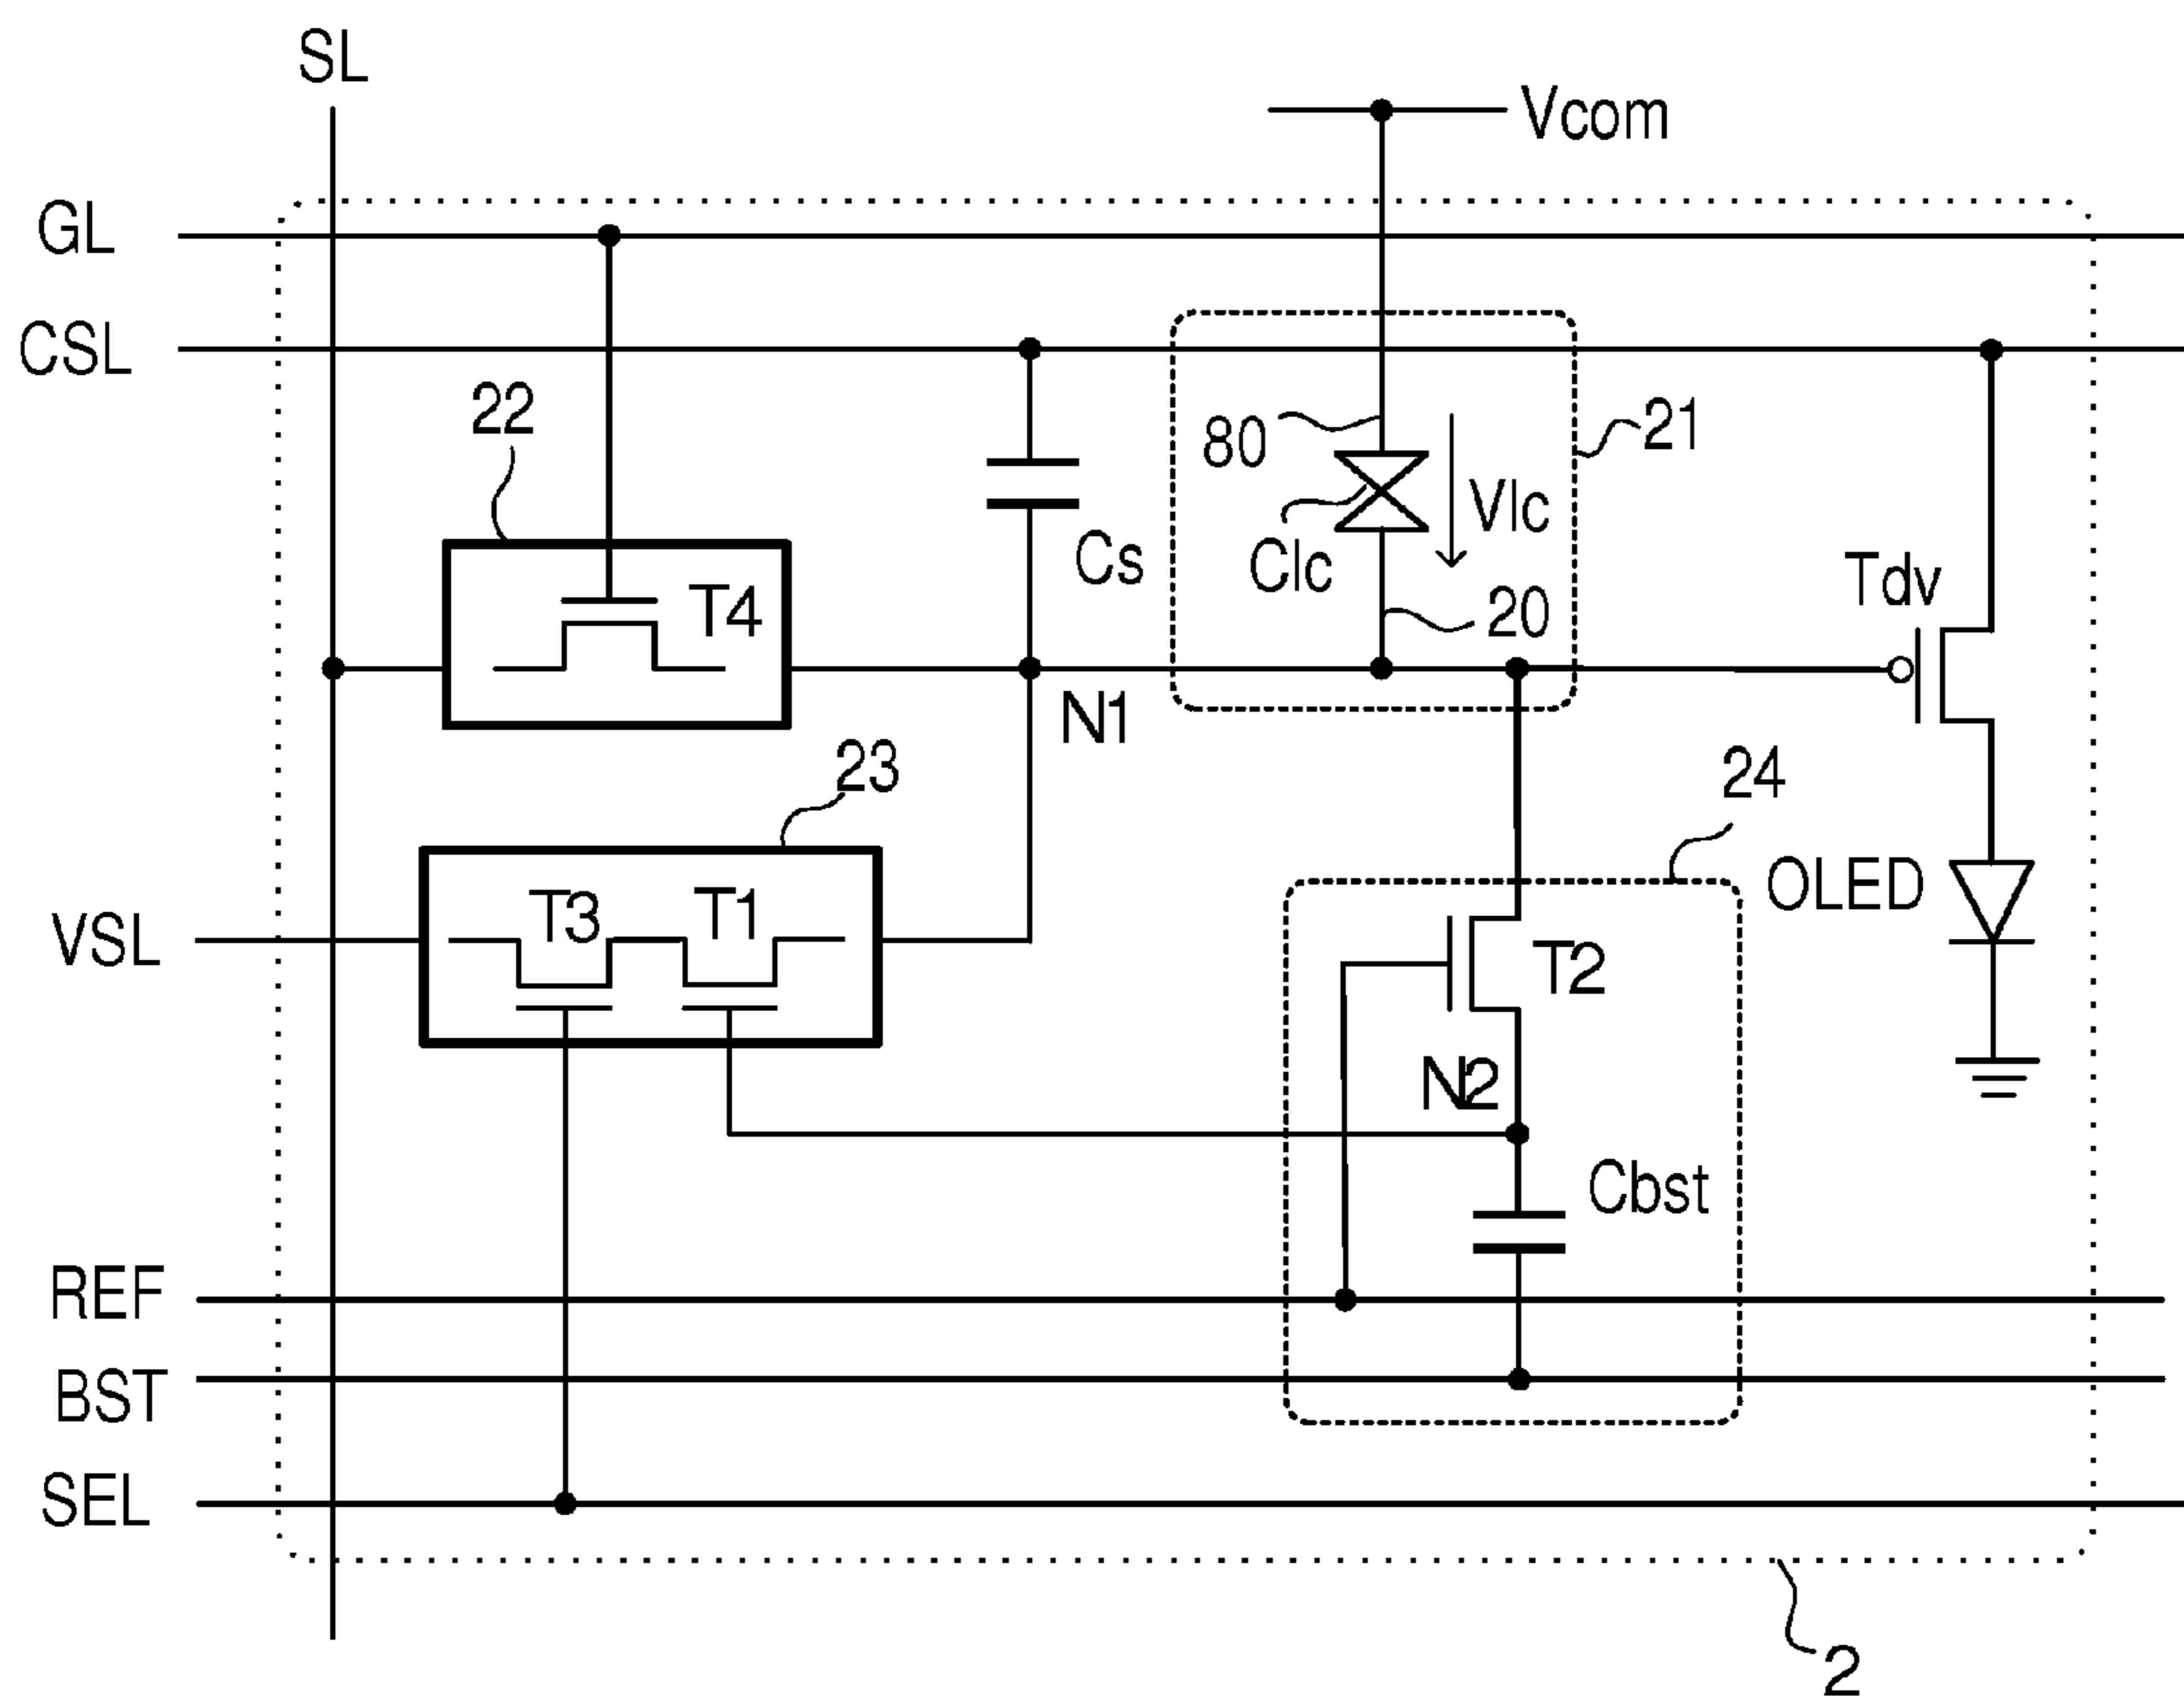 SL
Vcom
GL
CSL
22
80
21
Vlc
Cs
Clc
T4
20
Tdv
N1
23
24
T3
T1
OLED
VSL
T2
N2
Cbst
REF
BST
SEL
2